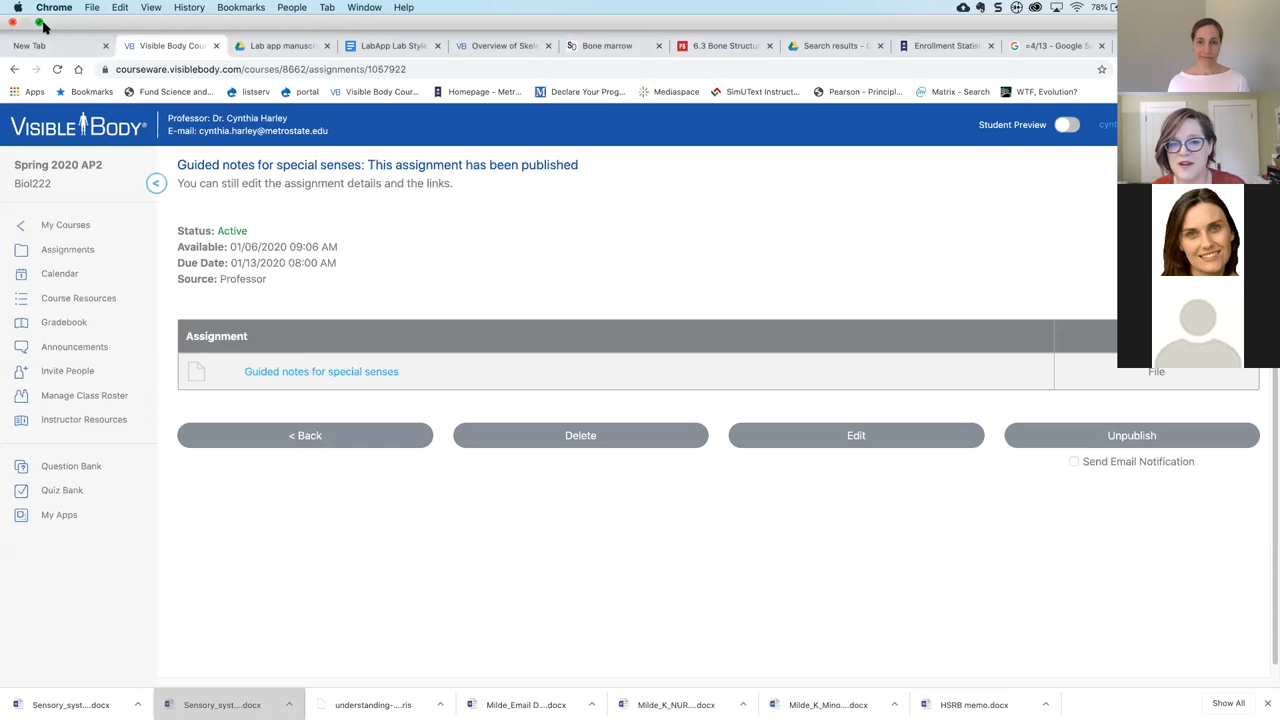 Chrome File Edit View History Bookmarks People Tab Window Help 78%
New Tab Visible Body Cou Lab app manusc LabApp Lab Style Overview of Skel Bone marrow 6.3 Bone Structu Search results - Enrollment Statis =4/13 - Google S
courseware.visiblebody.com/courses/8662/assignments/1057922
Apps Bookmarks Fund Science and... listserv portal Visible Body Cour... Homepage - Metr... Declare Your Prog... Mediaspace SimUText Instruct... Pearson - Principl... Matrix - Search WTF, Evolution?
VISIBLE BODY
Professor: Dr. Cynthia Harley
E-mail: cynthia.harley@metrostate.edu
Student Preview
Spring 2020 AP2
Biol222
<
My Courses
Assignments
Calendar
Course Resources
Gradebook
Announcements
Invite People
Manage Class Roster
Instructor Resources
Question Bank
Quiz Bank
My Apps
Guided notes for special senses: This assignment has been published
You can still edit the assignment details and the links.
Status: Active
Available: 01/06/2020 09:06 AM
Due Date: 01/13/2020 08:00 AM
Source: Professor
Assignment
Guided notes for special senses File
< Back Delete Edit Unpublish
Send Email Notification
Sensory_syst....docx Sensory_syst....docx understanding-....ris Milde_Email D....docx Milde_K_NUR....docx Milde_K_Mino....docx HSRB memo.docx Show All